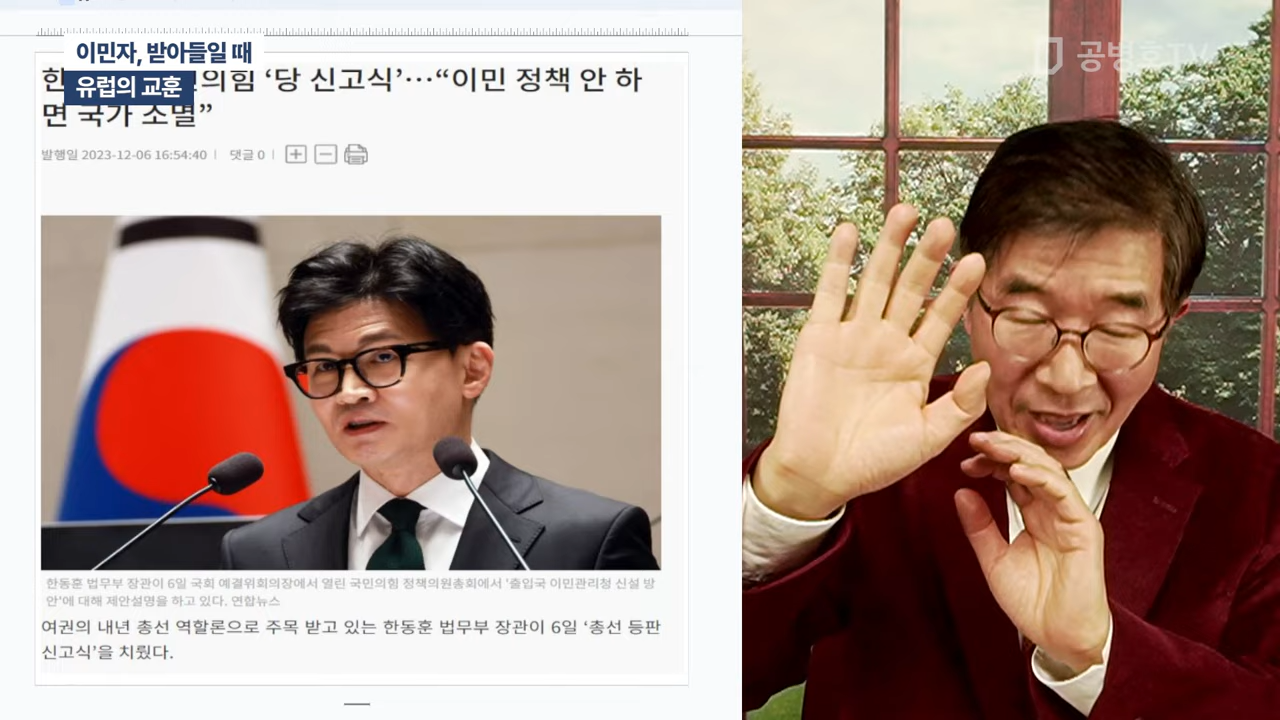 이민자, 받아들일 때
유럽의 교훈
한 의힘 ‘당 신고식’…“이민 정책 안 하
면 국가 소멸”
발행일 2023-12-06 16:54:40 | 댓글 0 |
공병호TV
한동훈 법무부 장관이 6일 국회 예결위회의장에서 열린 국민의힘 정책의원총회에서 '출입국 이민관리청 신설 방
안'에 대해 제안설명을 하고 있다. 연합뉴스
여권의 내년 총선 역할론으로 주목 받고 있는 한동훈 법무부 장관이 6일 ‘총선 등판
신고식’을 치뤘다.